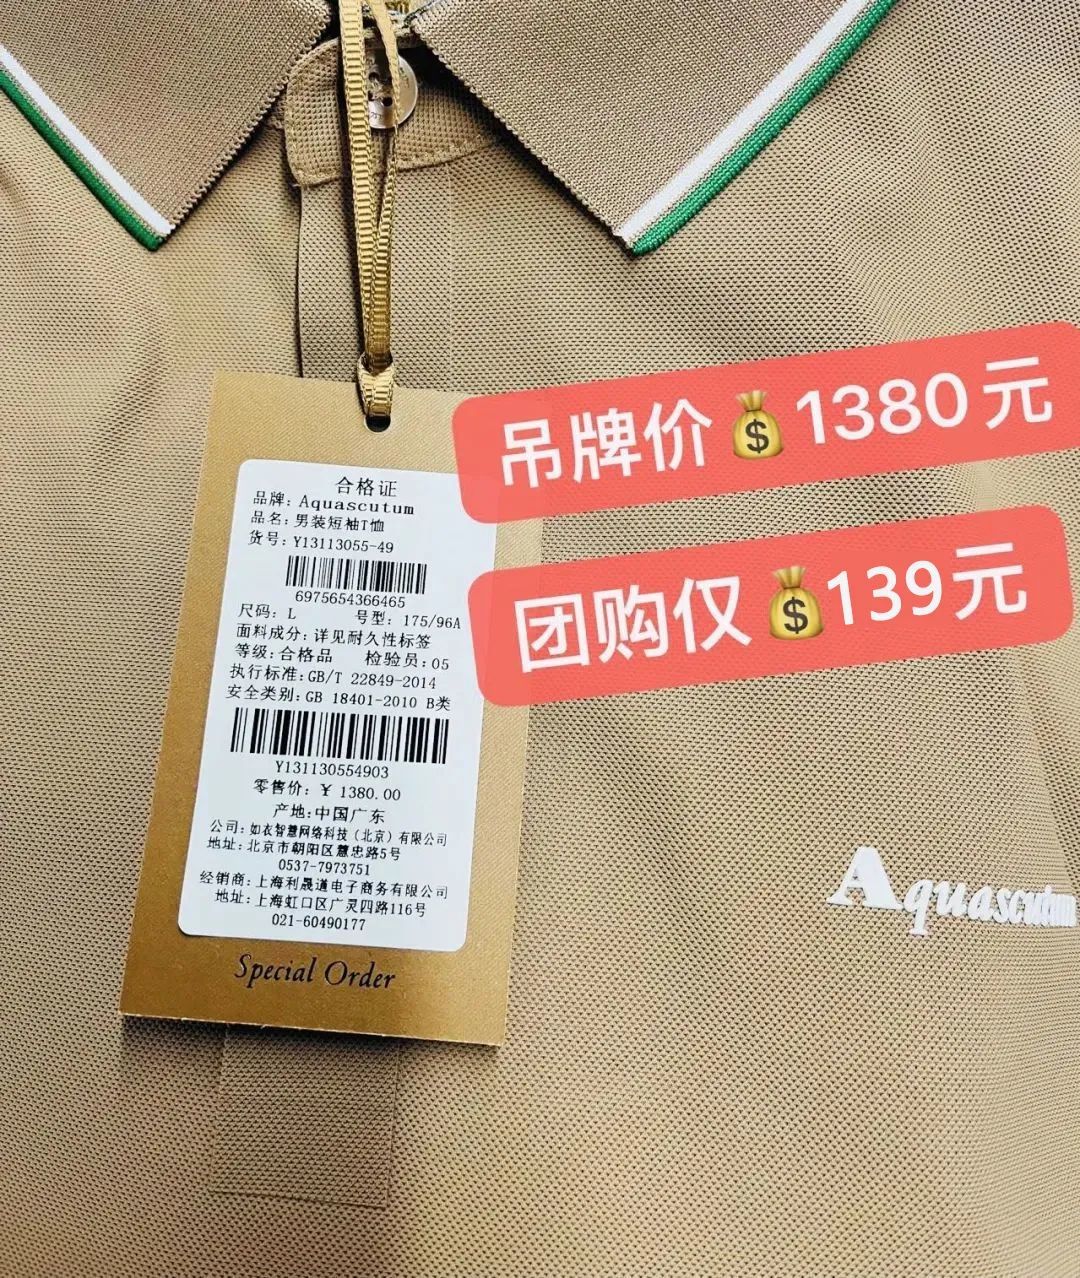 吊牌价💰1380元
团购仅💰139元
合格证
品牌: Aquascutum
品名: 男装短袖T恤
货号: Y13113055-49
6975654366465
尺码: L 号型: 175/96A
面料成分: 详见耐久性标签
等级: 合格品 检验员: 05
执行标准: GB/T 22849-2014
安全类别: GB 18401-2010 B类
Y131130554903
零售价: ¥ 1380.00
产地: 中国广东
公司: 如衣智慧网络科技（北京）有限公司
地址: 北京市朝阳区慧忠路5号
0537-7973751
经销商: 上海利晟道电子商务有限公司
地址: 上海虹口区广灵四路116号
021-60490177
Special Order
Aquascutum